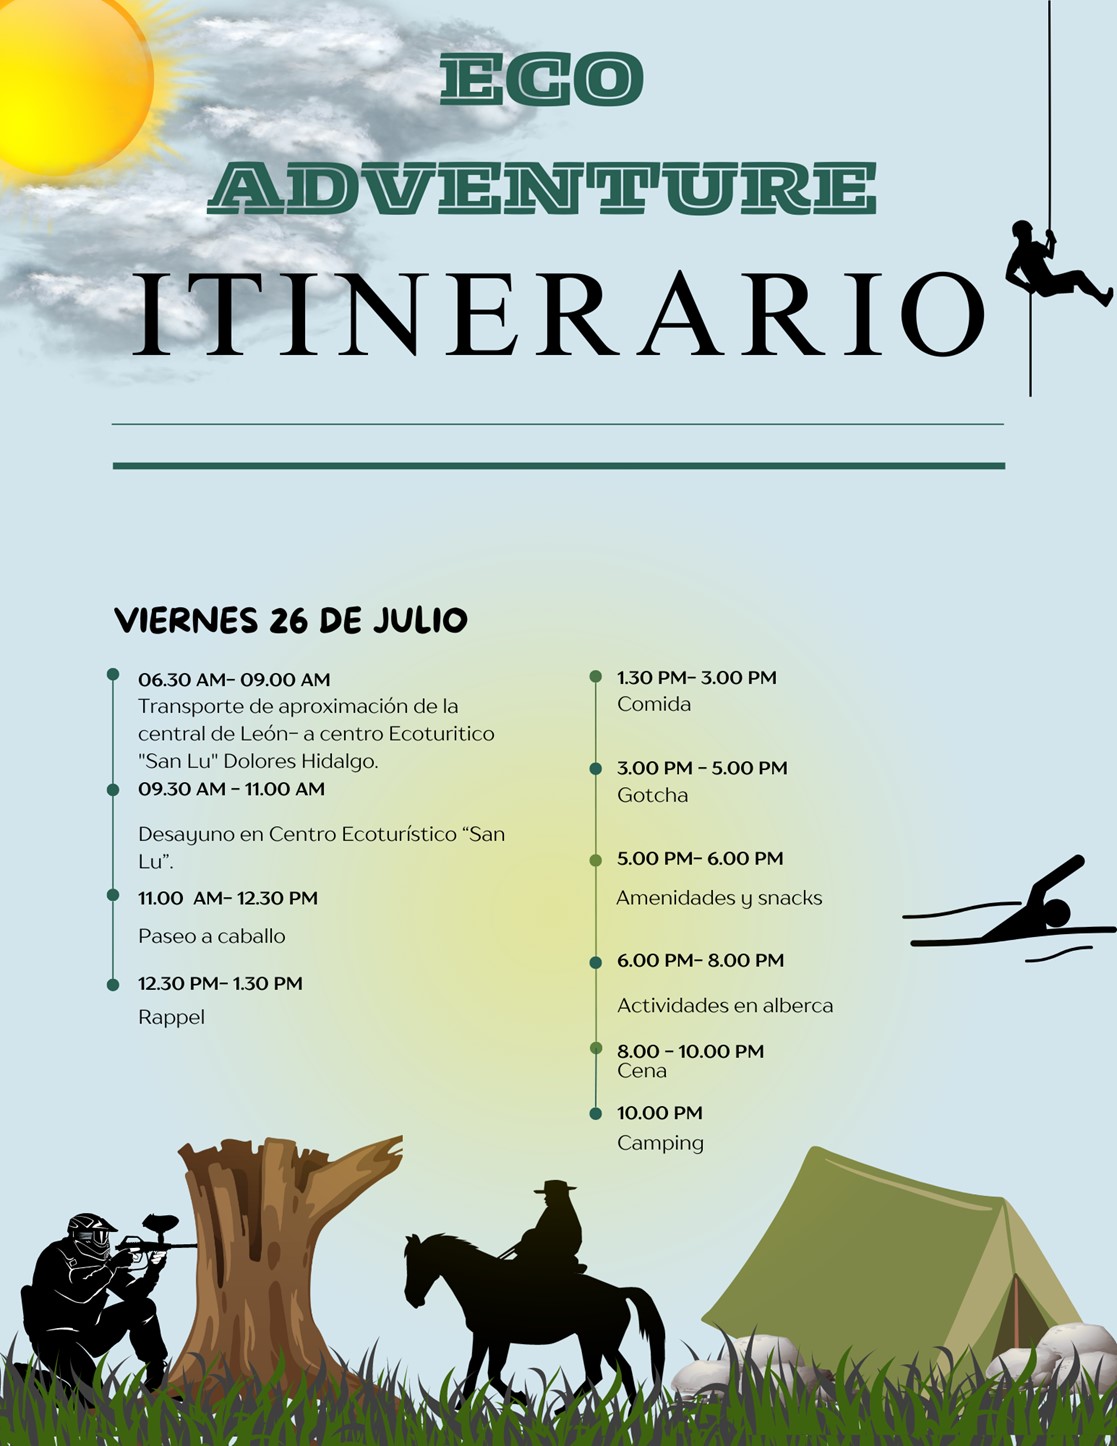 ECO
ADVENTURE
ITINERARIO
VIERNES 26 DE JULIO
06.30 AM– 09.00 AM
Transporte de aproximación de la
central de León– a centro Ecoturitico
"San Lu" Dolores Hidalgo.
09.30 AM – 11.00 AM
Desayuno en Centro Ecoturístico “San
Lu”.
11.00  AM– 12.30 PM
Paseo a caballo
12.30 PM– 1.30 PM
Rappel
1.30 PM– 3.00 PM
Comida
3.00 PM – 5.00 PM
Gotcha
5.00 PM– 6.00 PM
Amenidades y snacks
6.00 PM– 8.00 PM
Actividades en alberca
8.00 – 10.00 PM
Cena
10.00 PM
Camping